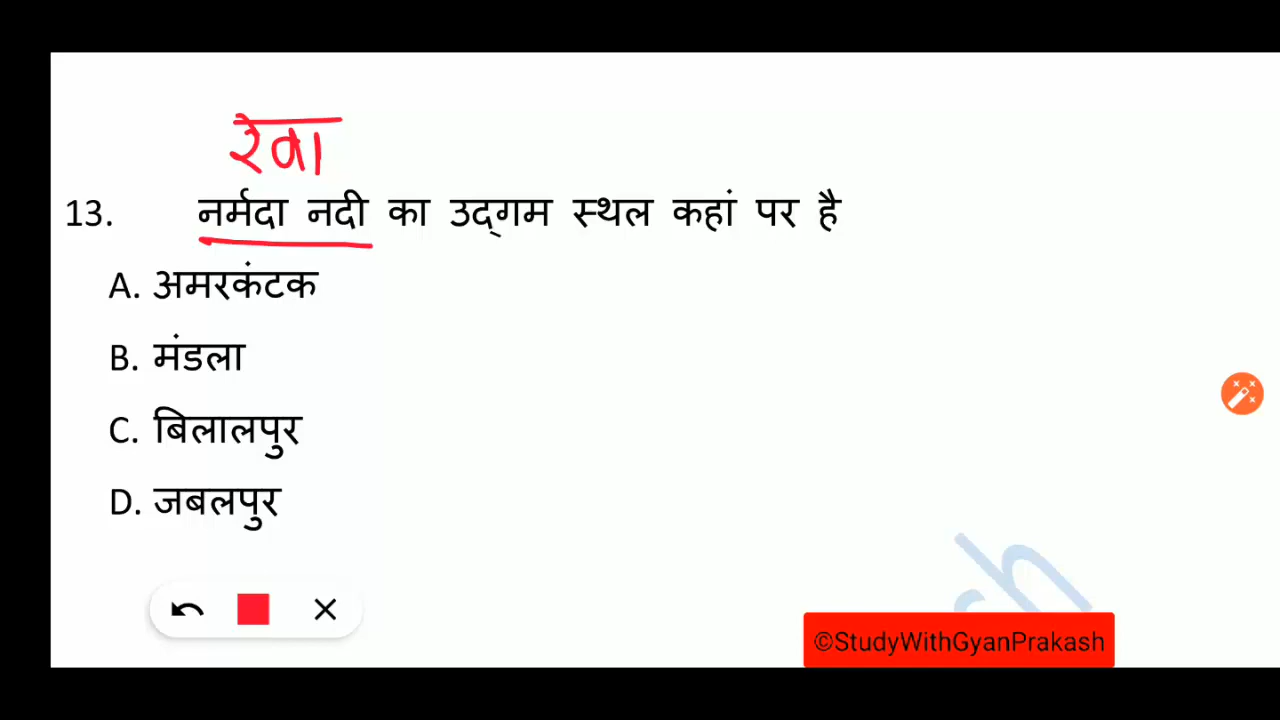 रेवा
13. नर्मदा नदी का उद्गम स्थल कहां पर है
A. अमरकंटक
B. मंडला
C. बिलालपुर
D. जबलपुर
©StudyWithGyanPrakash